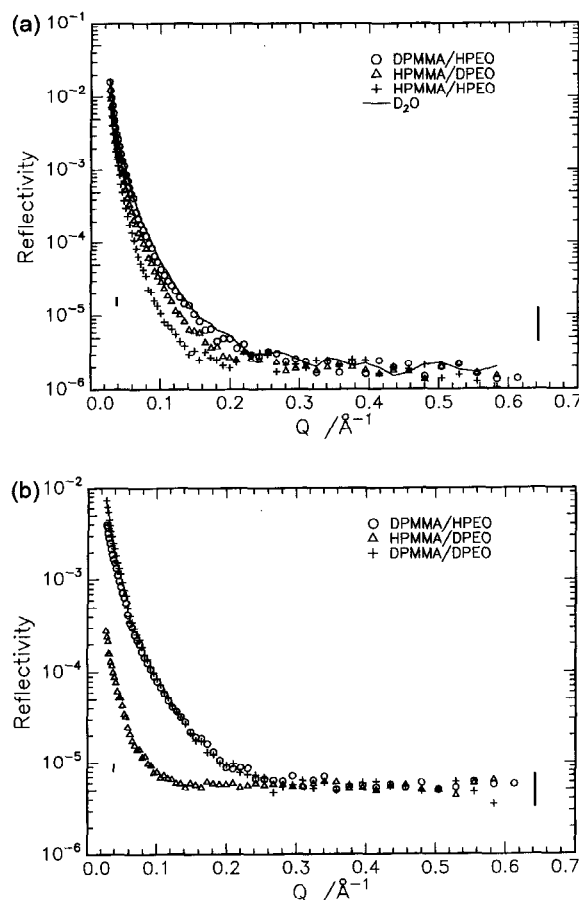 (a)
10⁻¹
10⁻²
10⁻³
10⁻⁴
10⁻⁵
10⁻⁶
Reflectivity
○ DPMMA/HPEO
△ HPMMA/DPEO
+ HPMMA/HPEO
— D₂O
0.0 0.1 0.2 0.3 0.4 0.5 0.6 0.7
Q /Å⁻¹
(b)
10⁻²
10⁻³
10⁻⁴
10⁻⁵
10⁻⁶
Reflectivity
○ DPMMA/HPEO
△ HPMMA/DPEO
+ DPMMA/DPEO
0.0 0.1 0.2 0.3 0.4 0.5 0.6 0.7
Q /Å⁻¹